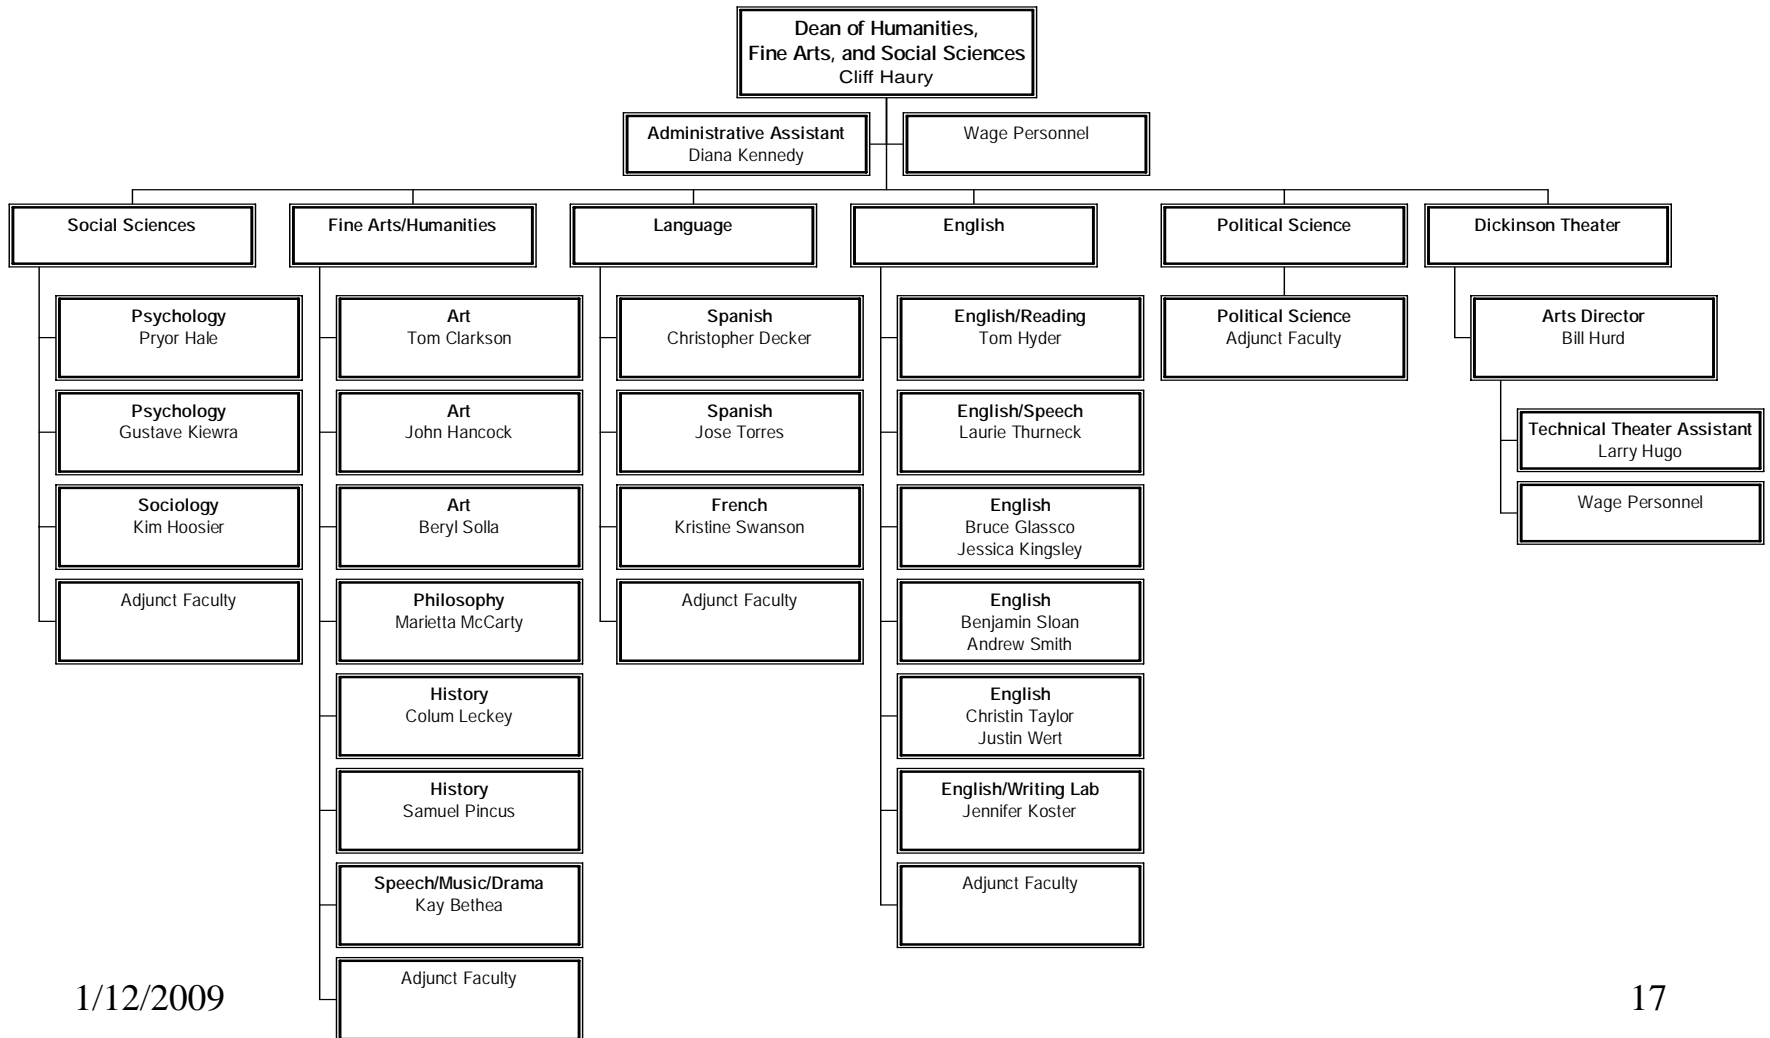 Dean of Humanities,
Fine Arts, and Social Sciences
Cliff Haury
Administrative Assistant
Diana Kennedy
Wage Personnel
Social Sciences
Psychology
Pryor Hale
Psychology
Gustave Kiewra
Sociology
Kim Hoosier
Adjunct Faculty
Fine Arts/Humanities
Art
Tom Clarkson
Art
John Hancock
Art
Beryl Solla
Philosophy
Marietta McCarty
History
Colum Leckey
History
Samuel Pincus
Speech/Music/Drama
Kay Bethea
Adjunct Faculty
Language
Spanish
Christopher Decker
Spanish
Jose Torres
French
Kristine Swanson
Adjunct Faculty
English
English/Reading
Tom Hyder
English/Speech
Laurie Thurneck
English
Bruce Glassco
Jessica Kingsley
English
Benjamin Sloan
Andrew Smith
English
Christin Taylor
Justin Wert
English/Writing Lab
Jennifer Koster
Adjunct Faculty
Political Science
Political Science
Adjunct Faculty
Dickinson Theater
Arts Director
Bill Hurd
Technical Theater Assistant
Larry Hugo
Wage Personnel
1/12/2009
17